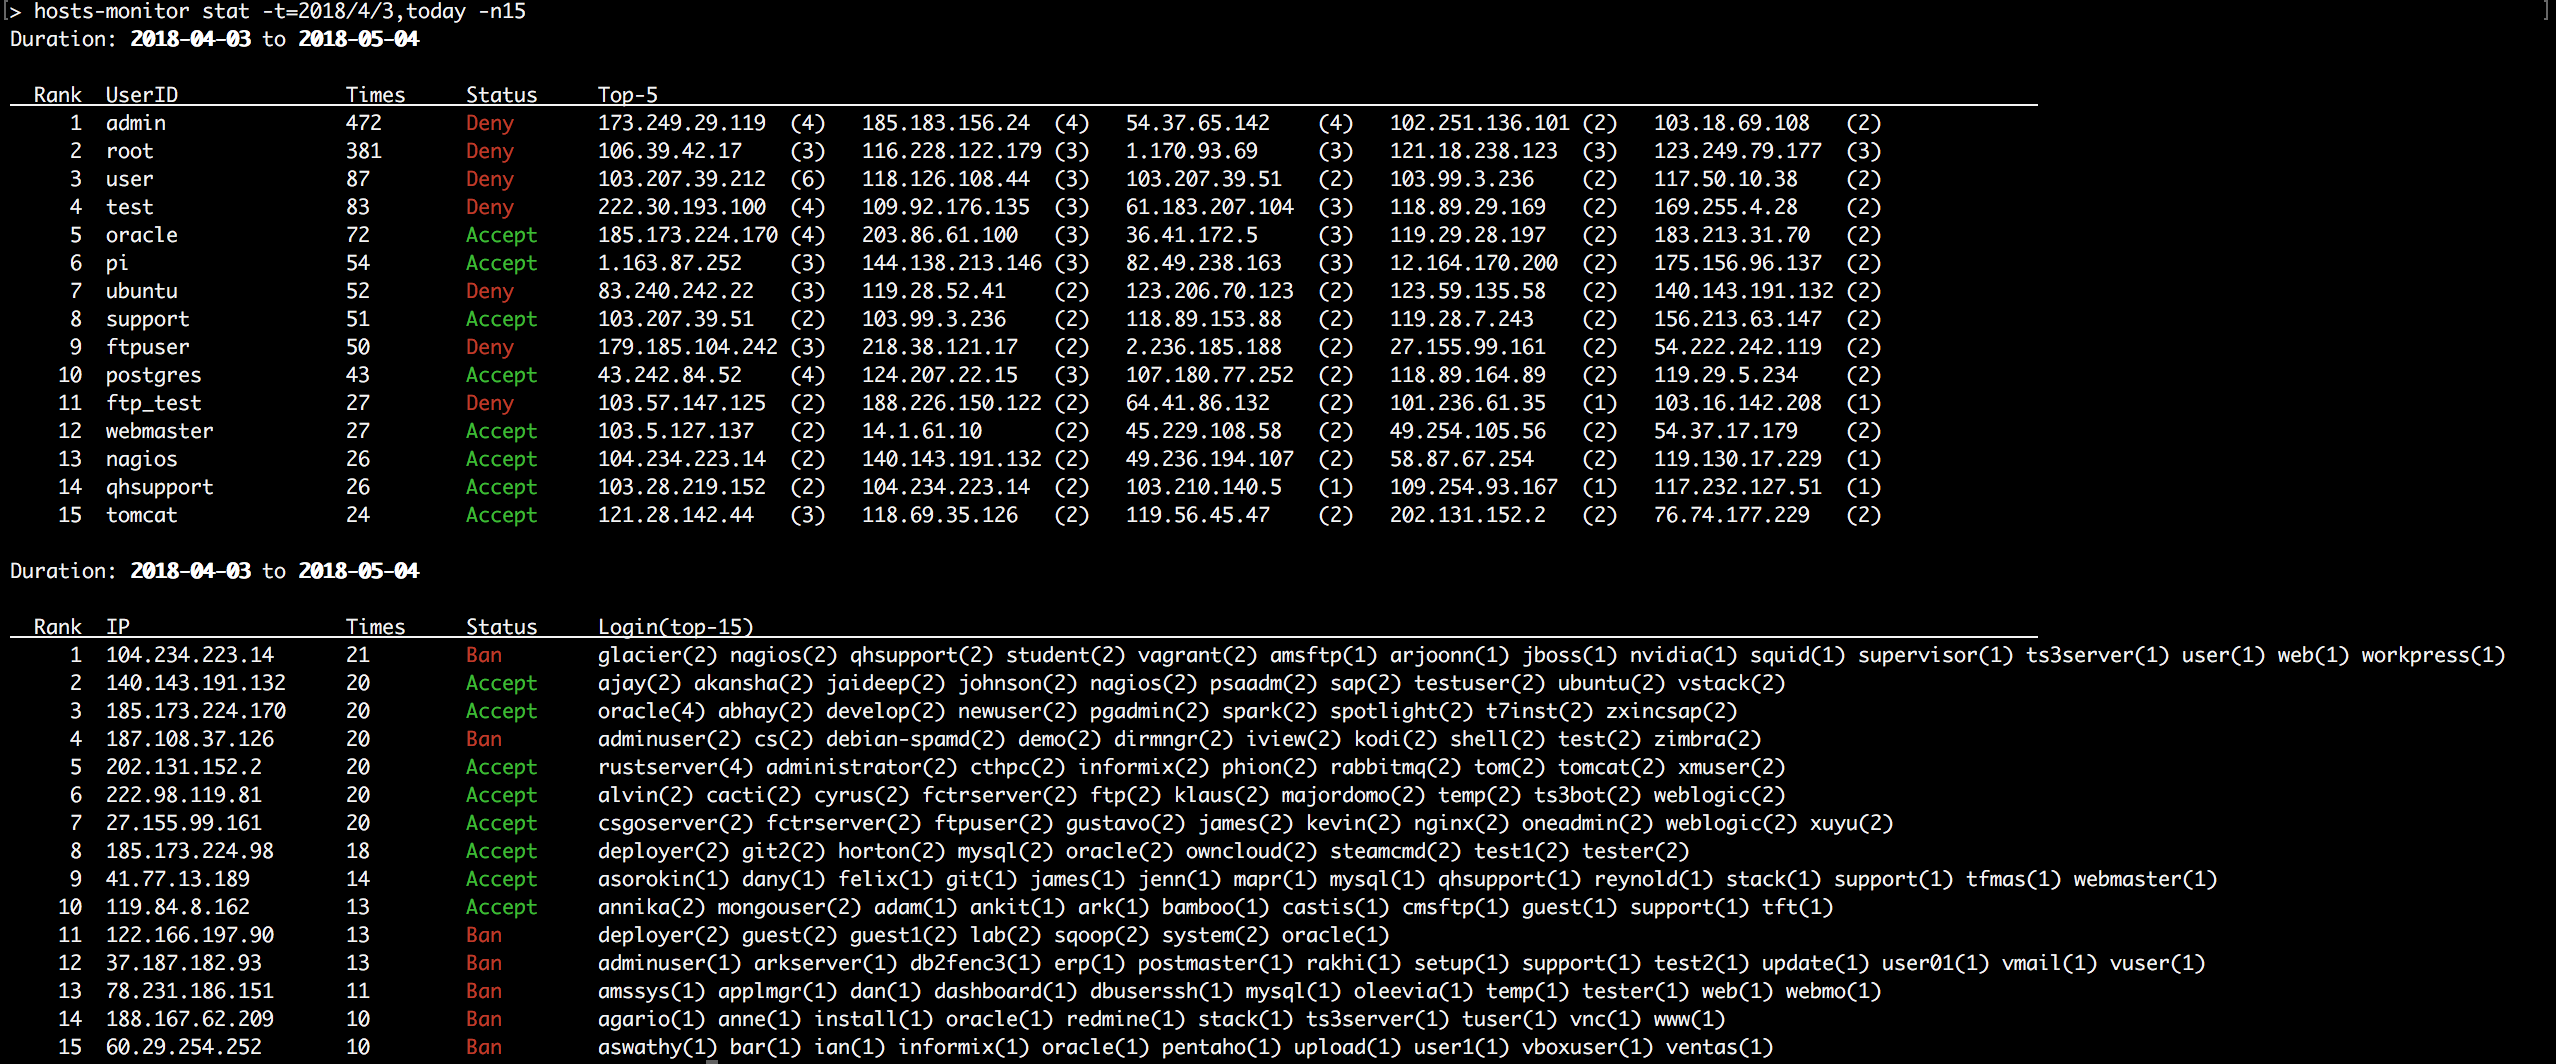 [> hosts-monitor stat -t=2018/4/3,today -n15 ]
Duration: 2018-04-03 to 2018-05-04
Rank UserID Times Status Top-5
1 admin 472 Deny 173.249.29.119 (4) 185.183.156.24 (4) 54.37.65.142 (4) 102.251.136.101 (2) 103.18.69.108 (2)
2 root 381 Deny 106.39.42.17 (3) 116.228.122.179 (3) 1.170.93.69 (3) 121.18.238.123 (3) 123.249.79.177 (3)
3 user 87 Deny 103.207.39.212 (6) 118.126.108.44 (3) 103.207.39.51 (2) 103.99.3.236 (2) 117.50.10.38 (2)
4 test 83 Deny 222.30.193.100 (4) 109.92.176.135 (3) 61.183.207.104 (3) 118.89.29.169 (2) 169.255.4.28 (2)
5 oracle 72 Accept 185.173.224.170 (4) 203.86.61.100 (3) 36.41.172.5 (3) 119.29.28.197 (2) 183.213.31.70 (2)
6 pi 54 Accept 1.163.87.252 (3) 144.138.213.146 (3) 82.49.238.163 (3) 12.164.170.200 (2) 175.156.96.137 (2)
7 ubuntu 52 Deny 83.240.242.22 (3) 119.28.52.41 (2) 123.206.70.123 (2) 123.59.135.58 (2) 140.143.191.132 (2)
8 support 51 Accept 103.207.39.51 (2) 103.99.3.236 (2) 118.89.153.88 (2) 119.28.7.243 (2) 156.213.63.147 (2)
9 ftpuser 50 Deny 179.185.104.242 (3) 218.38.121.17 (2) 2.236.185.188 (2) 27.155.99.161 (2) 54.222.242.119 (2)
10 postgres 43 Accept 43.242.84.52 (4) 124.207.22.15 (3) 107.180.77.252 (2) 118.89.164.89 (2) 119.29.5.234 (2)
11 ftp_test 27 Deny 103.57.147.125 (2) 188.226.150.122 (2) 64.41.86.132 (2) 101.236.61.35 (1) 103.16.142.208 (1)
12 webmaster 27 Accept 103.5.127.137 (2) 14.1.61.10 (2) 45.229.108.58 (2) 49.254.105.56 (2) 54.37.17.179 (2)
13 nagios 26 Accept 104.234.223.14 (2) 140.143.191.132 (2) 49.236.194.107 (2) 58.87.67.254 (2) 119.130.17.229 (1)
14 qhsupport 26 Accept 103.28.219.152 (2) 104.234.223.14 (2) 103.210.140.5 (1) 109.254.93.167 (1) 117.232.127.51 (1)
15 tomcat 24 Accept 121.28.142.44 (3) 118.69.35.126 (2) 119.56.45.47 (2) 202.131.152.2 (2) 76.74.177.229 (2)
Duration: 2018-04-03 to 2018-05-04
Rank IP Times Status Login(top-15)
1 104.234.223.14 21 Ban glacier(2) nagios(2) qhsupport(2) student(2) vagrant(2) amsftp(1) arjoonn(1) jboss(1) nvidia(1) squid(1) supervisor(1) ts3server(1) user(1) web(1) workpress(1)
2 140.143.191.132 20 Accept ajay(2) akansha(2) jaideep(2) johnson(2) nagios(2) psaadm(2) sap(2) testuser(2) ubuntu(2) vstack(2)
3 185.173.224.170 20 Accept oracle(4) abhay(2) develop(2) newuser(2) pgadmin(2) spark(2) spotlight(2) t7inst(2) zxincsap(2)
4 187.108.37.126 20 Ban adminuser(2) cs(2) debian-spamd(2) demo(2) dirmngr(2) iview(2) kodi(2) shell(2) test(2) zimbra(2)
5 202.131.152.2 20 Accept rustserver(4) administrator(2) cthpc(2) informix(2) phion(2) rabbitmq(2) tom(2) tomcat(2) xmuser(2)
6 222.98.119.81 20 Accept alvin(2) cacti(2) cyrus(2) fctrserver(2) ftp(2) klaus(2) majordomo(2) temp(2) ts3bot(2) weblogic(2)
7 27.155.99.161 20 Accept csgoserver(2) fctrserver(2) ftpuser(2) gustavo(2) james(2) kevin(2) nginx(2) oneadmin(2) weblogic(2) xuyu(2)
8 185.173.224.98 18 Accept deployer(2) git2(2) horton(2) mysql(2) oracle(2) owncloud(2) steamcmd(2) test1(2) tester(2)
9 41.77.13.189 14 Accept asorokin(1) dany(1) felix(1) git(1) james(1) jenn(1) mapr(1) mysql(1) qhsupport(1) reynold(1) stack(1) support(1) tfmas(1) webmaster(1)
10 119.84.8.162 13 Accept annika(2) mongouser(2) adam(1) ankit(1) ark(1) bamboo(1) castis(1) cmsftp(1) guest(1) support(1) tft(1)
11 122.166.197.90 13 Ban deployer(2) guest(2) guest1(2) lab(2) sqoop(2) system(2) oracle(1)
12 37.187.182.93 13 Ban adminuser(1) arkserver(1) db2fenc3(1) erp(1) postmaster(1) rakhi(1) setup(1) support(1) test2(1) update(1) user01(1) vmail(1) vuser(1)
13 78.231.186.151 11 Ban amssys(1) applmgr(1) dan(1) dashboard(1) dbuserssh(1) mysql(1) oleevia(1) temp(1) tester(1) web(1) webmo(1)
14 188.167.62.209 10 Ban agario(1) anne(1) install(1) oracle(1) redmine(1) stack(1) ts3server(1) tuser(1) vnc(1) www(1)
15 60.29.254.252 10 Ban aswathy(1) bar(1) ian(1) informix(1) oracle(1) pentaho(1) upload(1) user1(1) vboxuser(1) ventas(1)